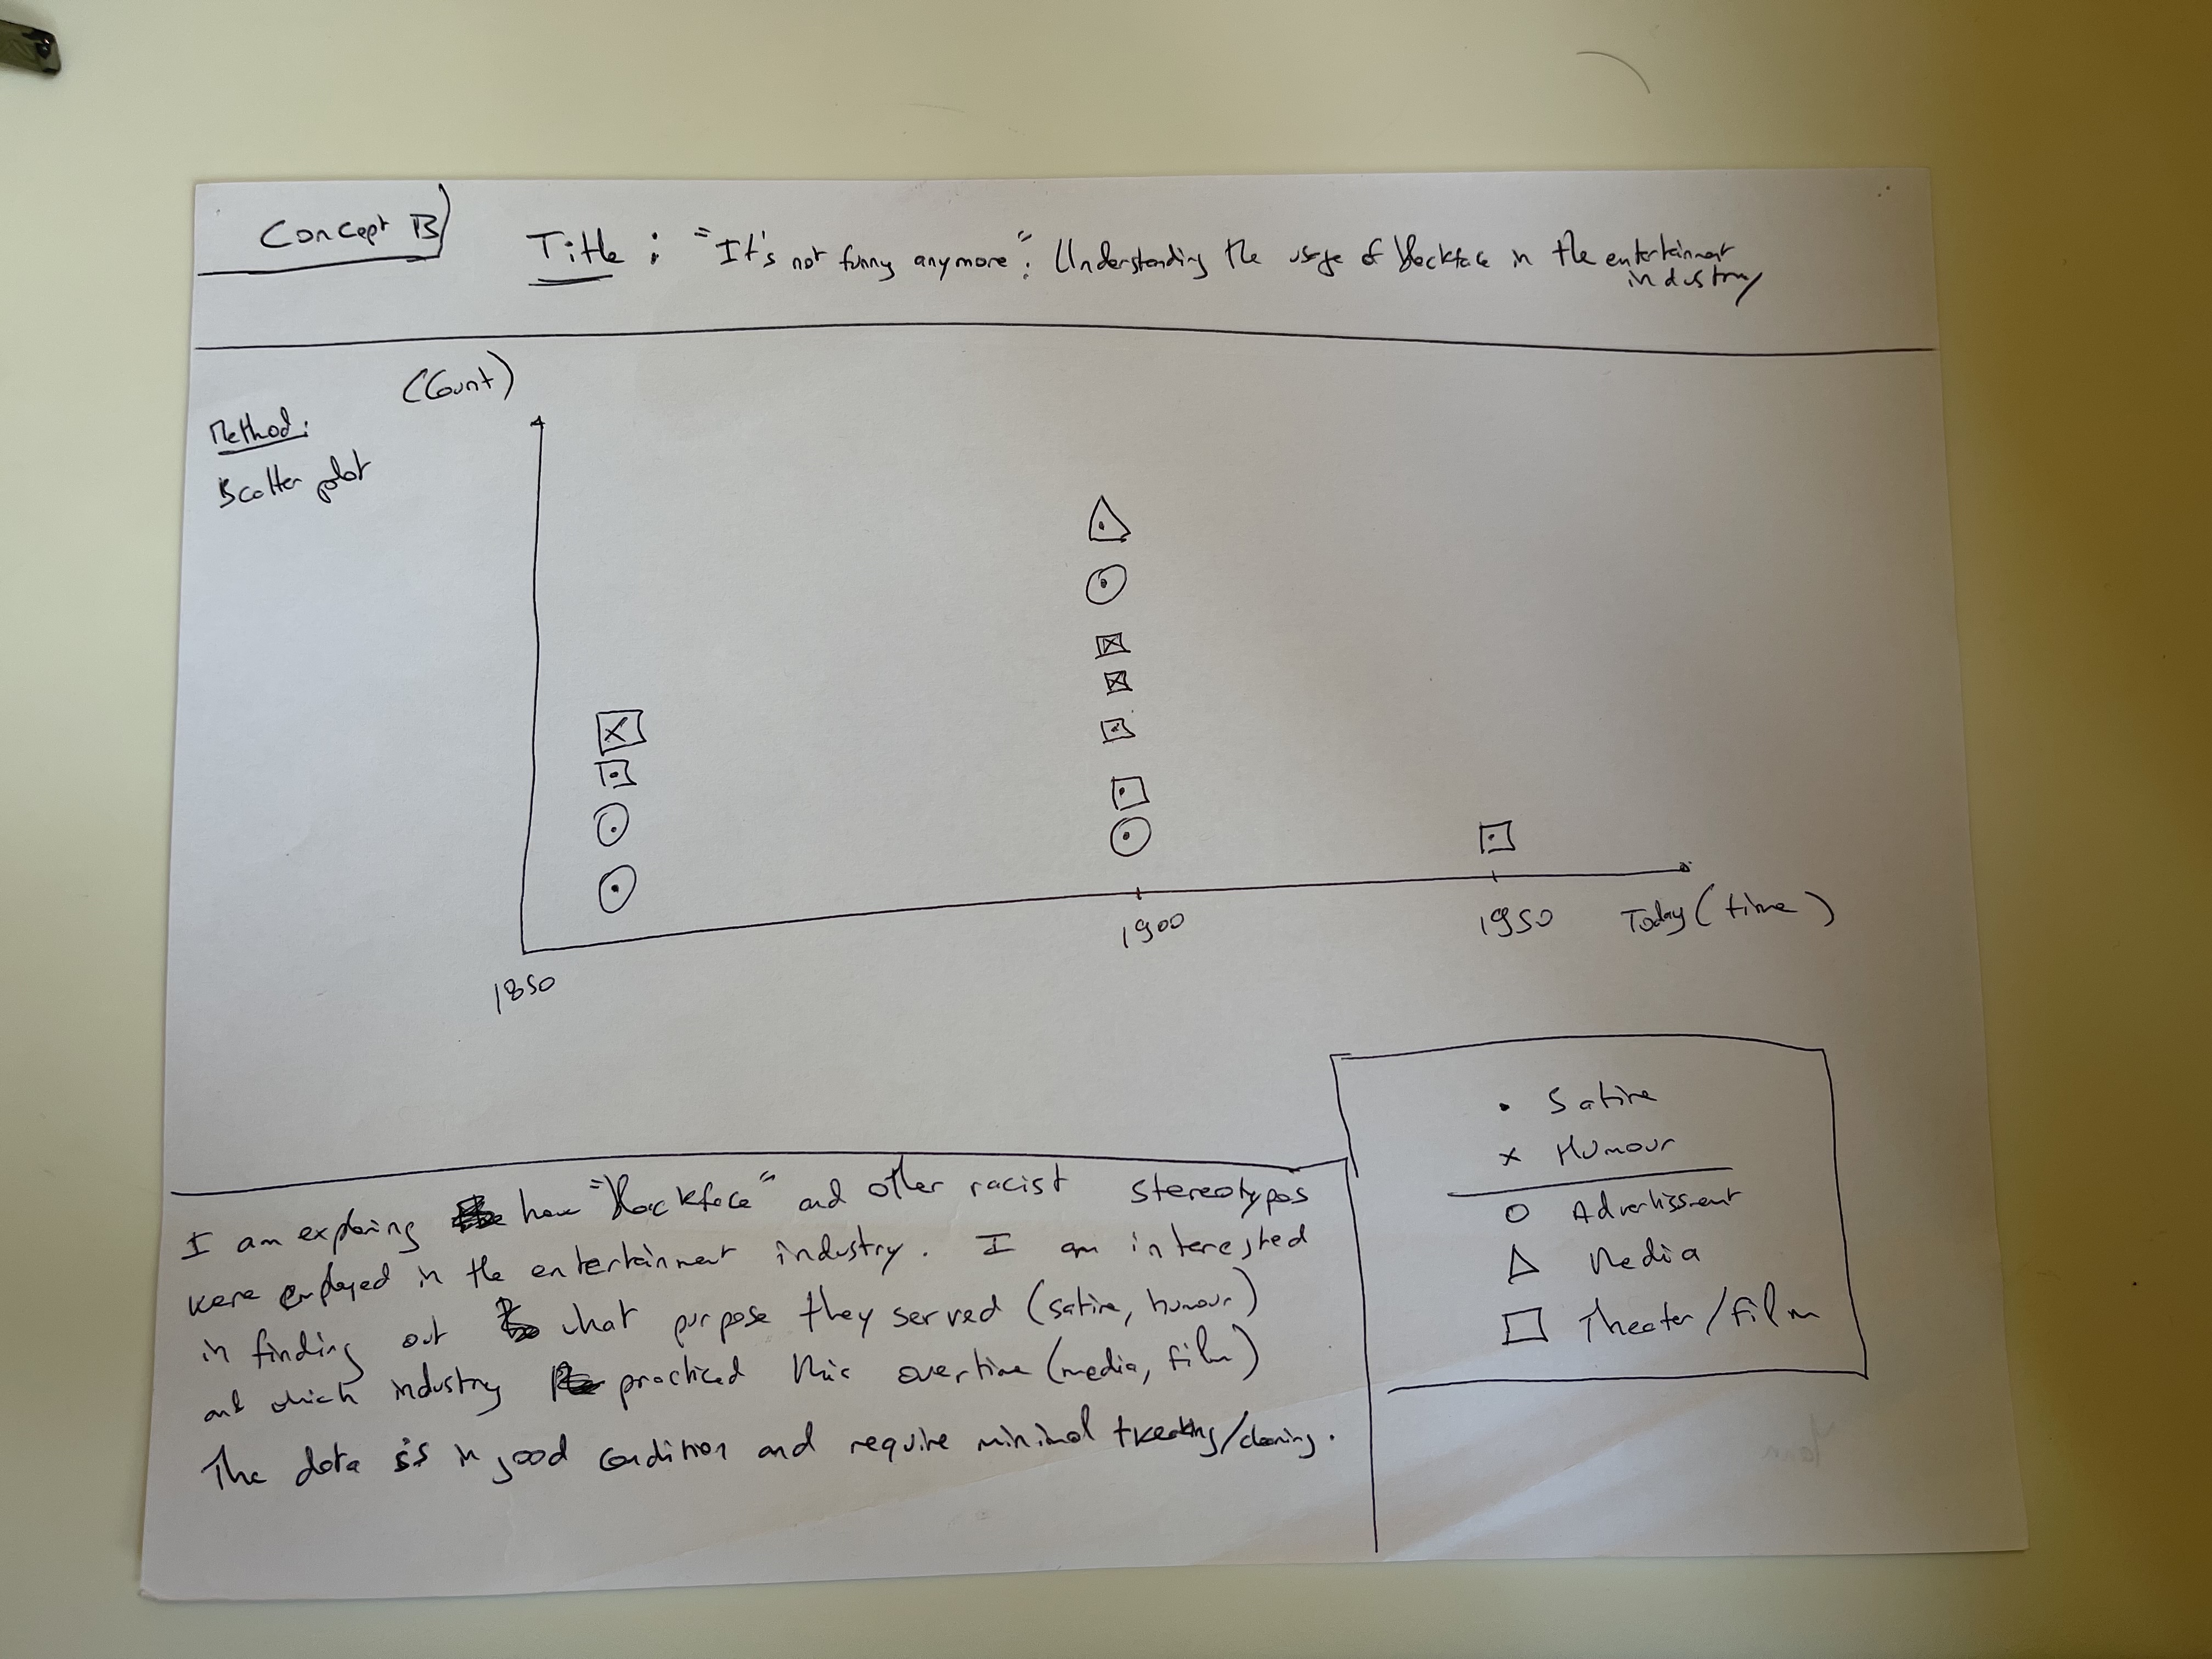 Concept B
Title : "It's not funny anymore": Understanding the usage of blackface in the entertainment
industry
(Count)
Method:
Scatter plot
1850
1900
1950
Today (time)
• Satire
x Humour
Advertissment
Media
Theater/film
I am exploring how "blackface" and other racist stereotypes
were employed in the entertainment industry. I am interested
in finding out what purpose they served (satire, humour)
and which industry practiced this overtime (media, film)
The data is in good condition and require minimal tweaking/cleaning.